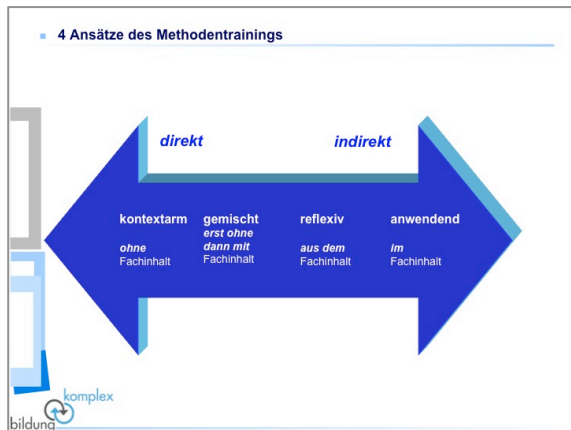 4 Ansätze des Methodentrainings
direkt indirekt
kontextarm gemischt reflexiv anwendend
erst ohne
ohne dann mit aus dem im
Fachinhalt Fachinhalt Fachinhalt Fachinhalt
komplex
bildung